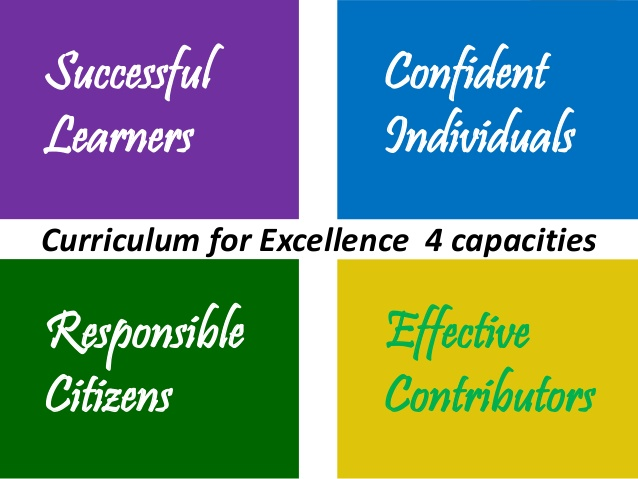 Successful
Learners
Confident
Individuals
Curriculum for Excellence  4 capacities
Responsible
Citizens
Effective
Contributors